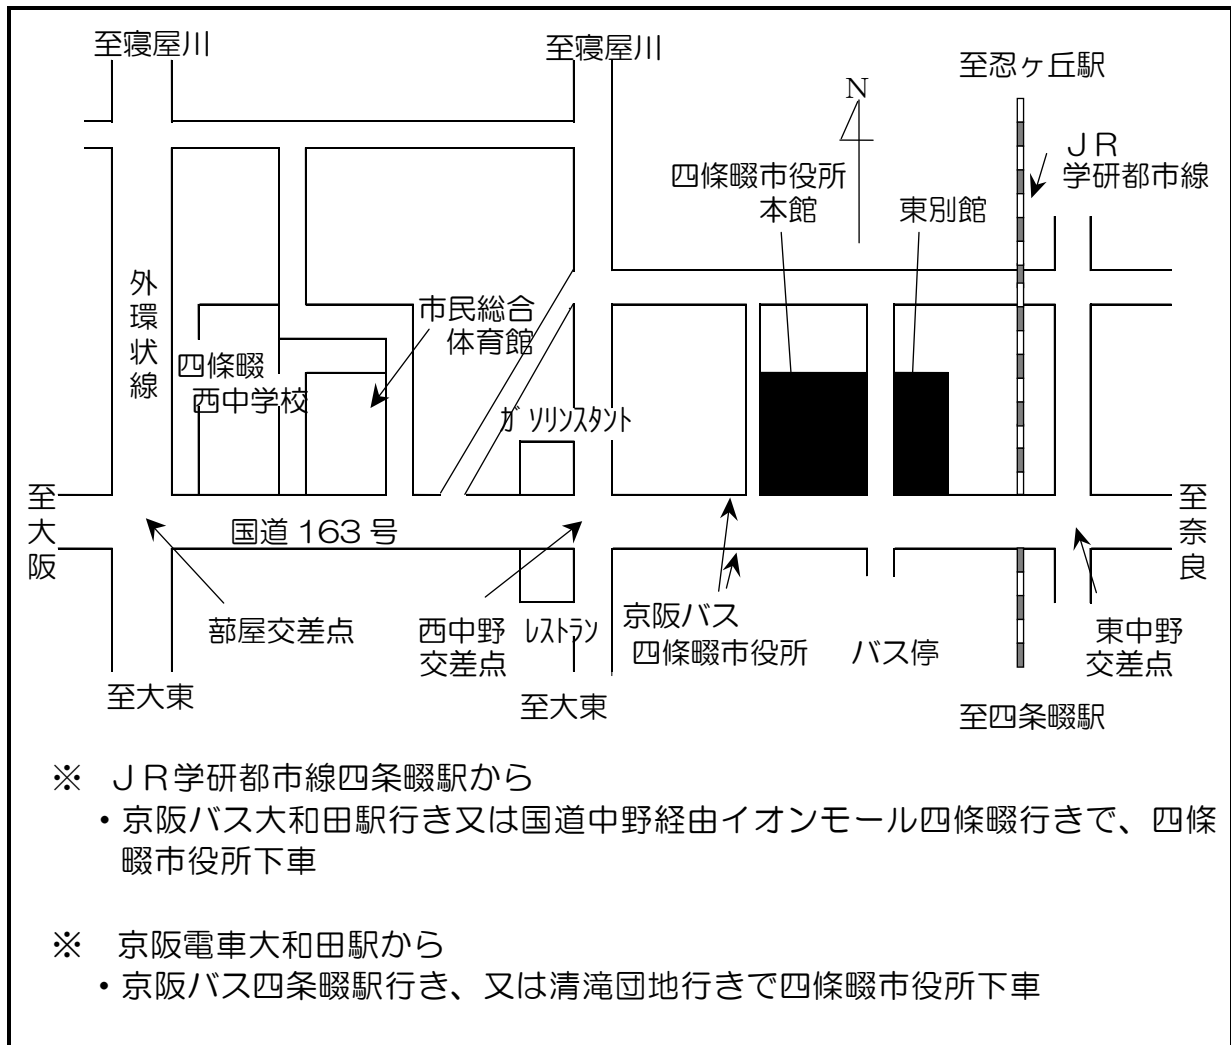 至寝屋川
至寝屋川
至忍ヶ丘駅
N
ＪＲ
学研都市線
四條畷市役所
本館
東別館
外環状線
市民総合
体育館
四條畷
西中学校
ｶﾞｿﾘﾝｽﾀﾝﾄ
至大阪
国道163号
至奈良
部屋交差点
西中野
交差点
ﾚｽﾄﾗﾝ
京阪バス
四條畷市役所　バス停
東中野
交差点
至大東
至大東
至四条畷駅
※　ＪＲ学研都市線四条畷駅から
・京阪バス大和田駅行き又は国道中野経由イオンモール四條畷行きで、四條
畷市役所下車
※　京阪電車大和田駅から
・京阪バス四条畷駅行き、又は清滝団地行きで四條畷市役所下車